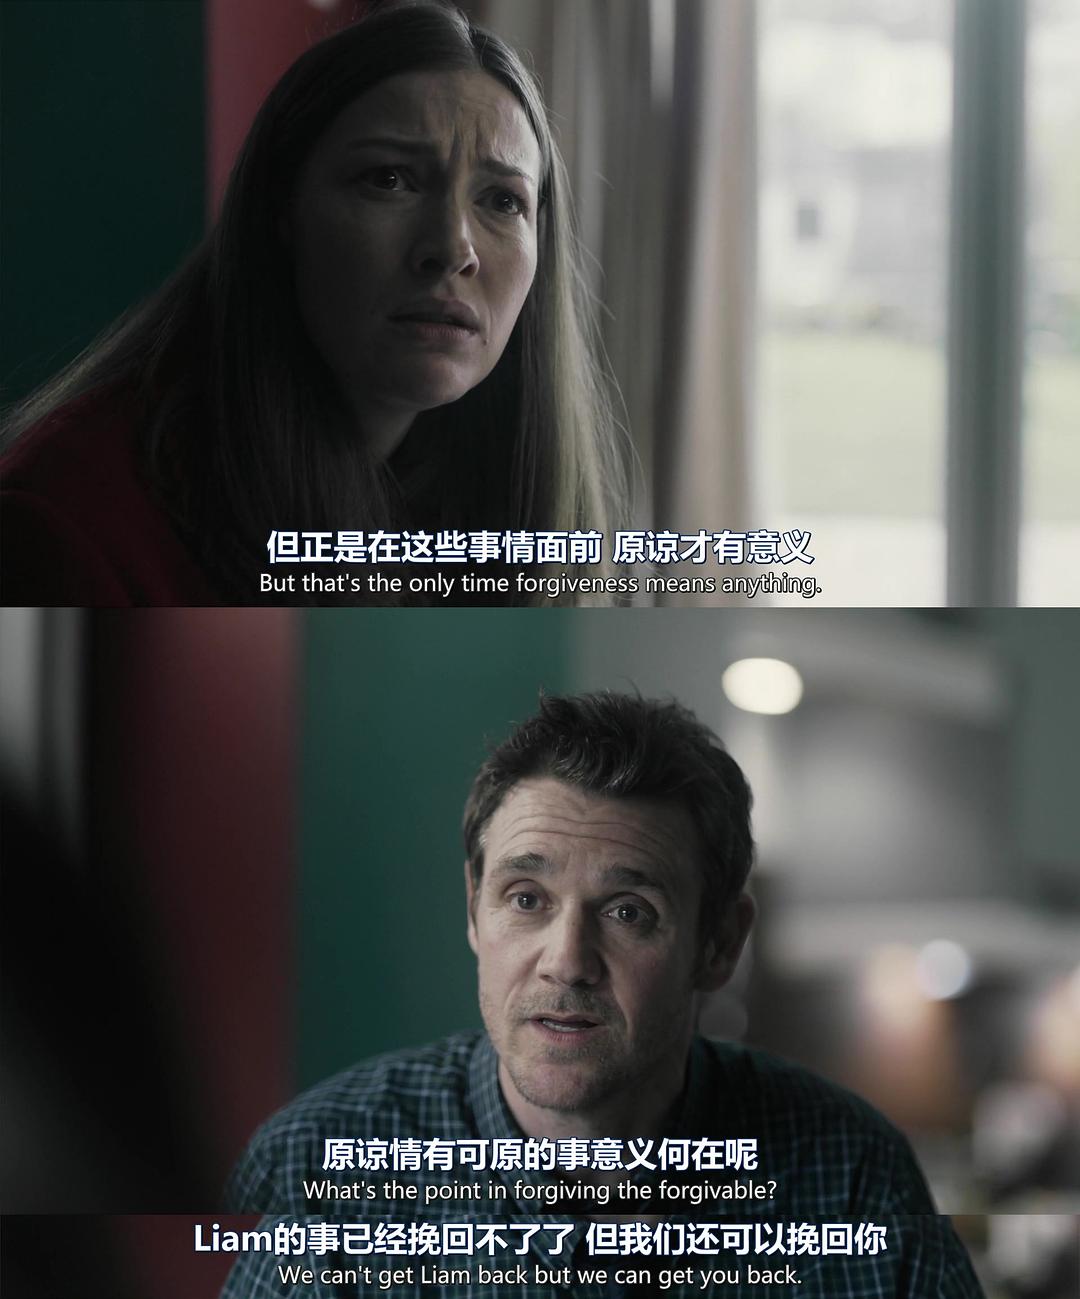 但正是在这些事情面前 原谅才有意义
But that's the only time forgiveness means anything.
原谅情有可原的事意义何在呢
What's the point in forgiving the forgivable?
Liam的事已经挽回不了了 但我们还可以挽回你
We can't get Liam back but we can get you back.